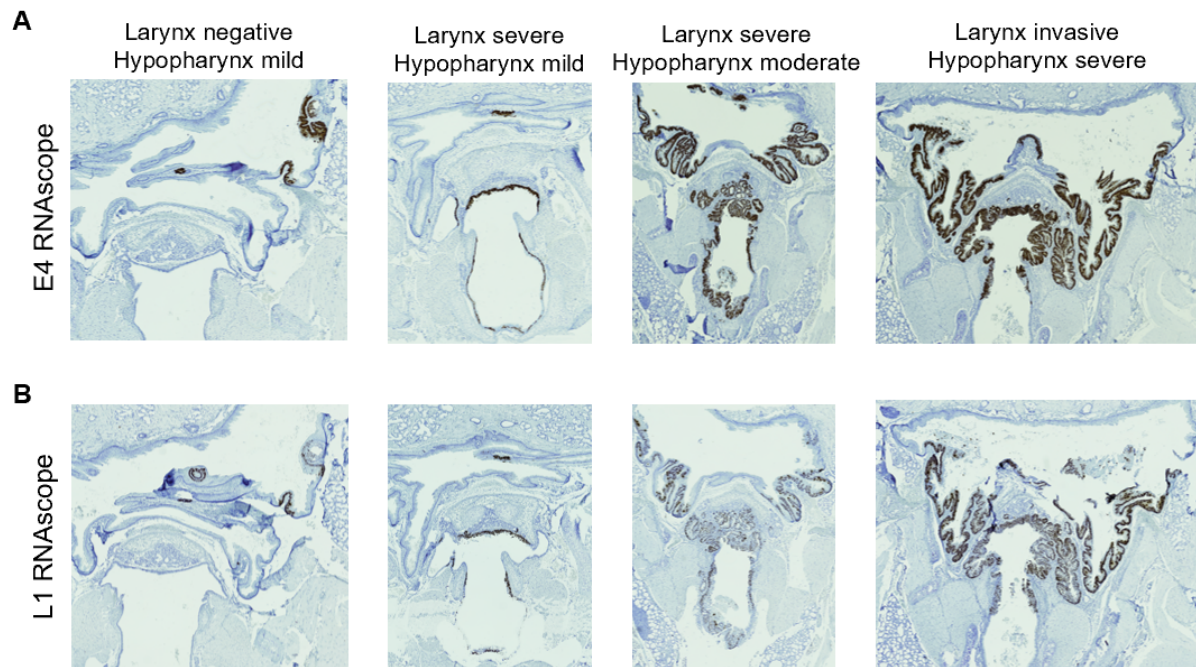 A
Larynx negative
Hypopharynx mild
Larynx severe
Hypopharynx mild
Larynx severe
Hypopharynx moderate
Larynx invasive
Hypopharynx severe
E4 RNAscope
B
L1 RNAscope